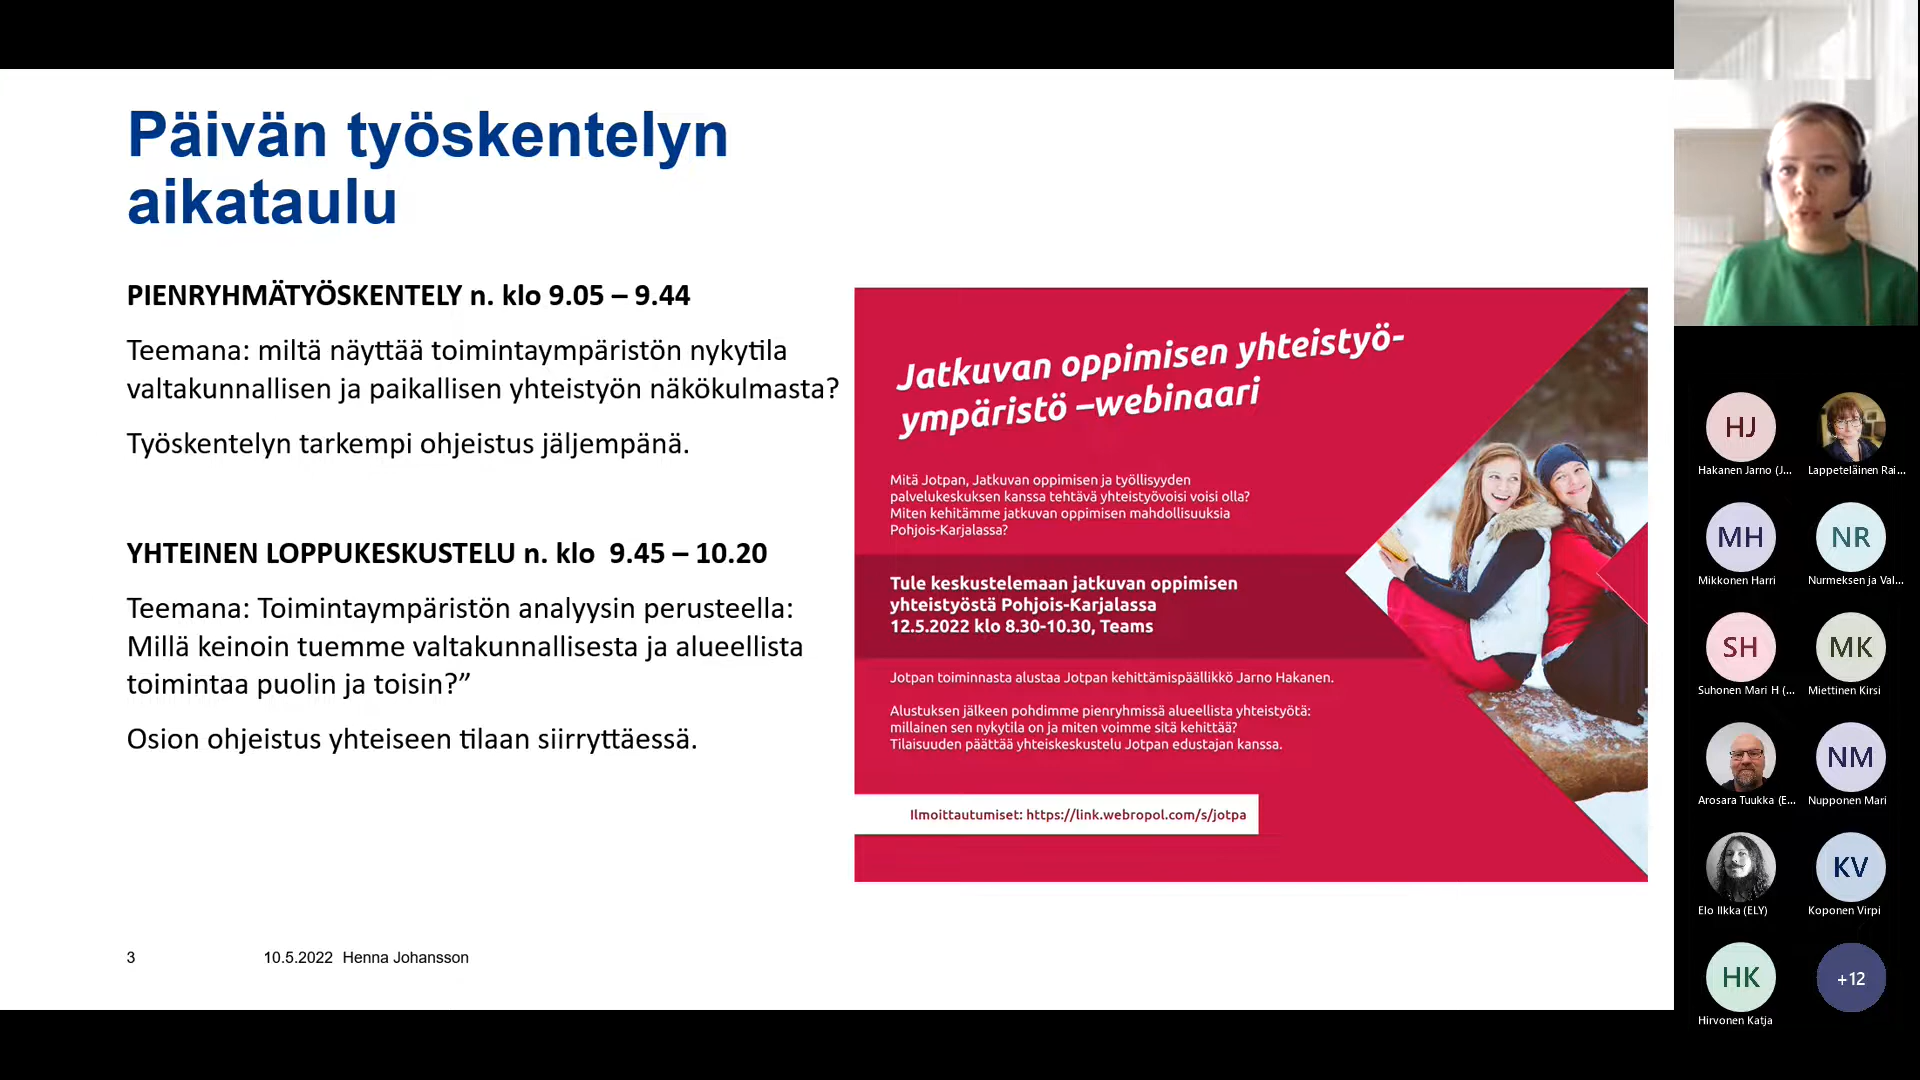 Päivän työskentelyn
aikataulu
PIENRYHMÄTYÖSKENTELY n. klo 9.05 – 9.44
Teemana: miltä näyttää toimintaympäristön nykytila
valtakunnallisen ja paikallisen yhteistyön näkökulmasta?
Työskentelyn tarkempi ohjeistus jäljempänä.
YHTEINEN LOPPUKESKUSTELU n. klo  9.45 – 10.20
Teemana: Toimintaympäristön analyysin perusteella:
Millä keinoin tuemme valtakunnallisesta ja alueellista
toimintaa puolin ja toisin?”
Osion ohjeistus yhteiseen tilaan siirryttäessä.
3
10.5.2022 Henna Johansson
Jatkuvan oppimisen yhteistyö-
ympäristö –webinaari
Mitä Jotpan, Jatkuvan oppimisen ja työllisyyden
palvelukeskuksen kanssa tehtävä yhteistyövoisi voisi olla?
Miten kehitämme jatkuvan oppimisen mahdollisuuksia
Pohjois-Karjalassa?
Tule keskustelemaan jatkuvan oppimisen
yhteistyöstä Pohjois-Karjalassa
12.5.2022 klo 8.30-10.30, Teams
Jotpan toiminnasta alustaa Jotpan kehittämispäällikkö Jarno Hakanen.
Alustuksen jälkeen pohdimme pienryhmissä alueellista yhteistyötä:
millainen sen nykytila on ja miten voimme sitä kehittää?
Tilaisuuden päättää yhteiskeskustelu Jotpan edustajan kanssa.
Ilmoittautumiset: https://link.webropol.com/s/jotpa
HJ
Hakanen Jarno (J...
Lappeteläinen Rai...
MH
Mikkonen Harri
NR
Nurmeksen ja Val...
SH
Suhonen Mari H (...
MK
Miettinen Kirsi
Arosara Tuukka (E...
NM
Nupponen Mari
Elo Ilkka (ELY)
KV
Koponen Virpi
HK
Hirvonen Katja
+12